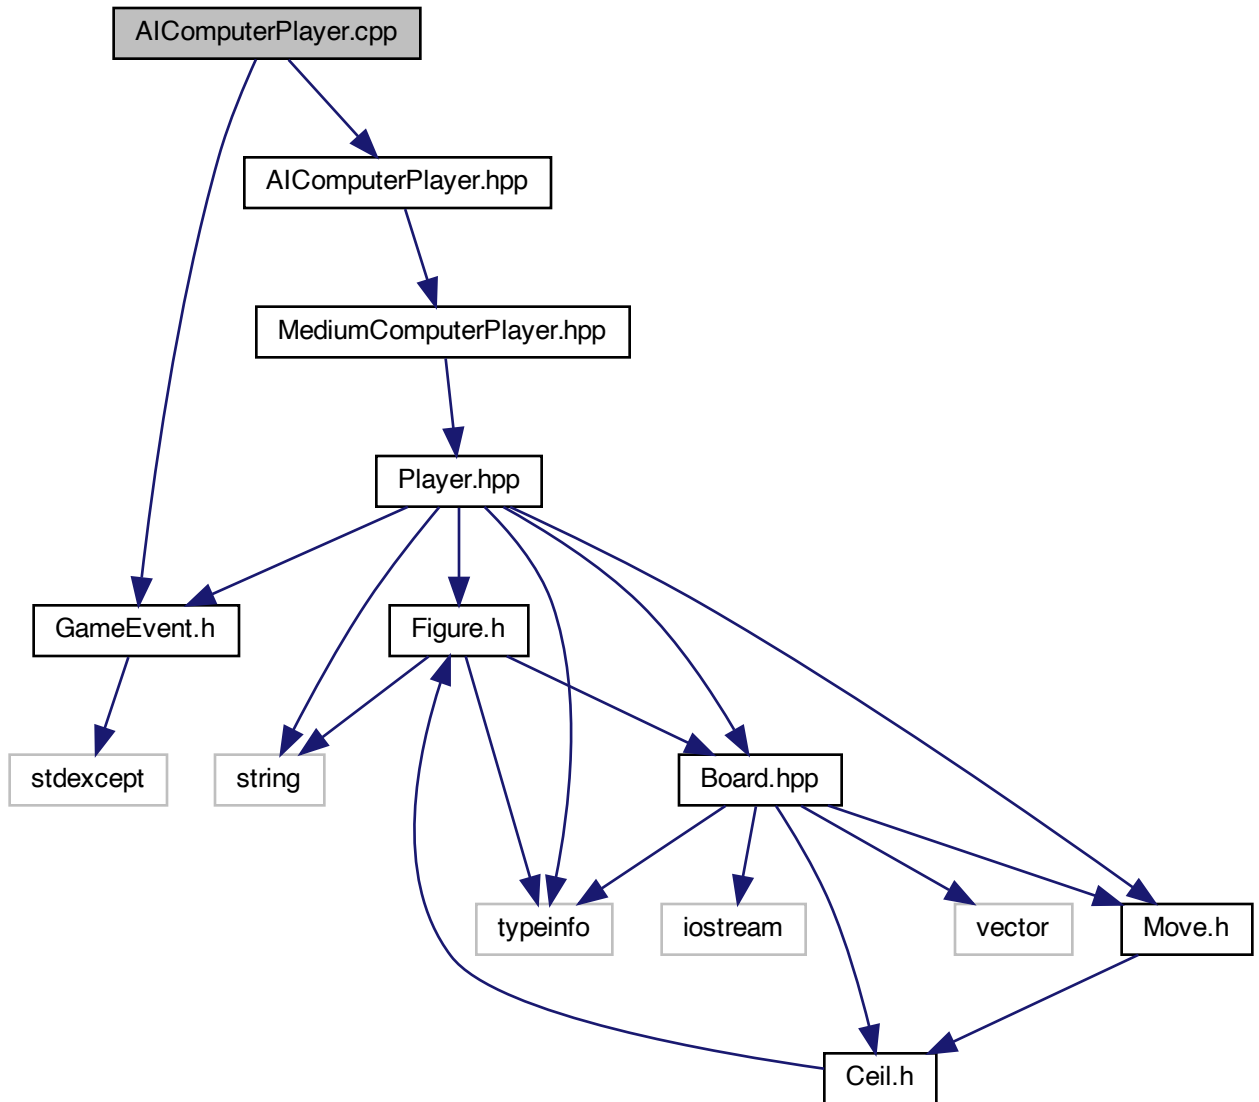 AIComputerPlayer.cpp
AIComputerPlayer.hpp
MediumComputerPlayer.hpp
Player.hpp
GameEvent.h
Figure.h
stdexcept
string
Board.hpp
typeinfo
iostream
vector
Move.h
Ceil.h